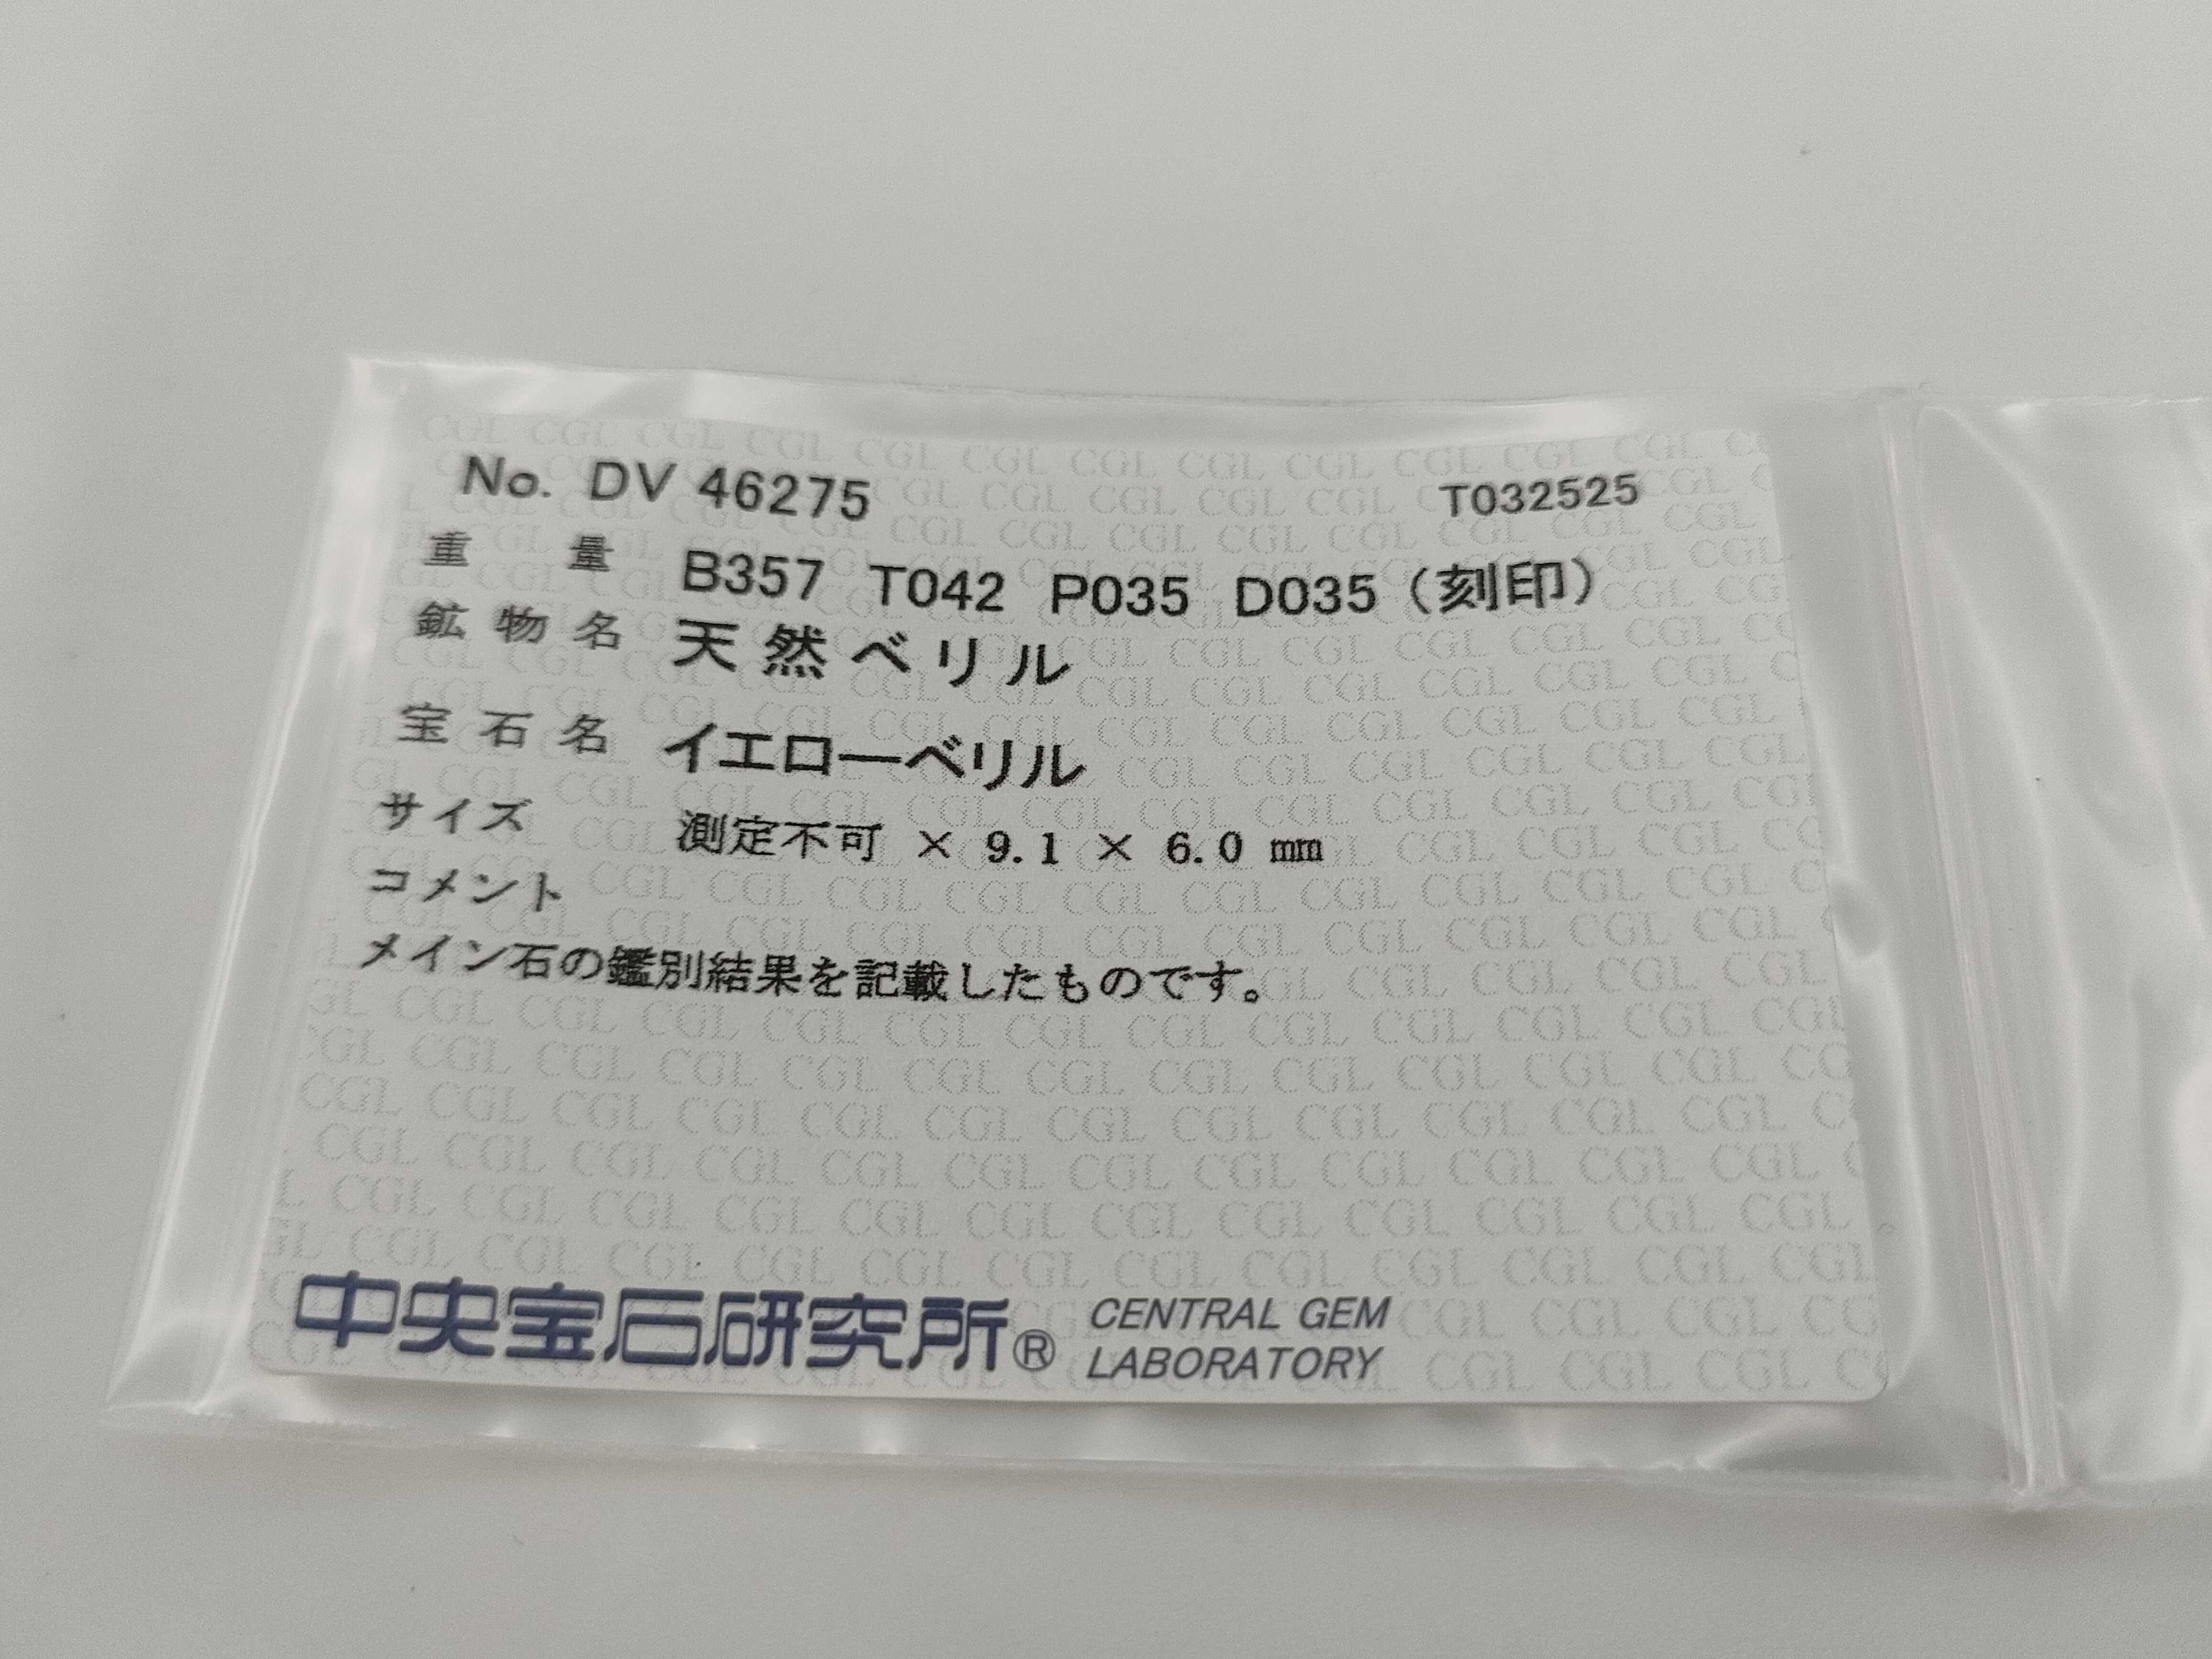 No. DV 46275 T032525
重量 B357 T042 P035 D035（刻印）
鉱物名 天然ベリル
宝石名 イエローベリル
サイズ 測定不可 × 9.1 × 6.0 ㎜
コメント
メイン石の鑑別結果を記載したものです。
中央宝石研究所® CENTRAL GEM
LABORATORY